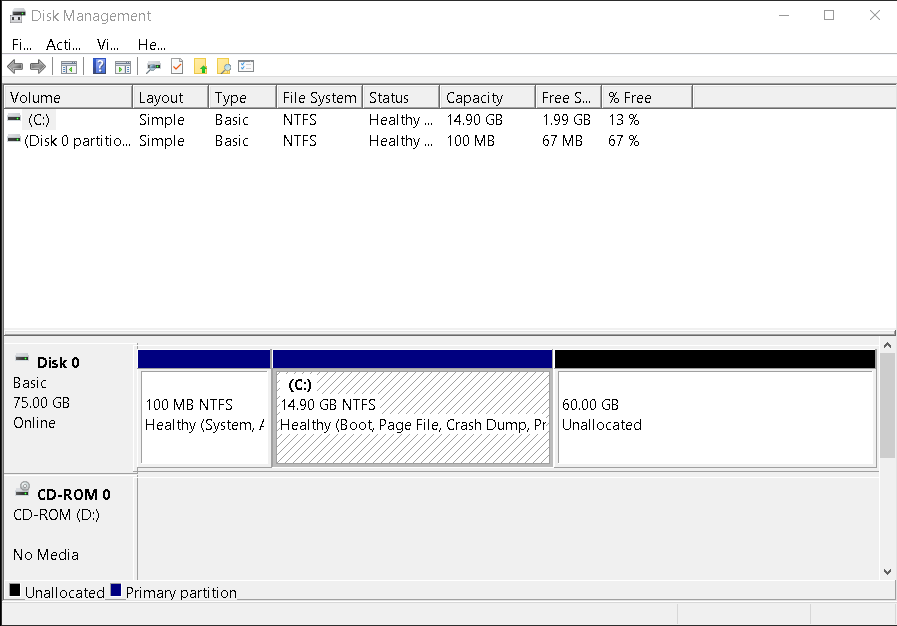 Disk Management
Fi... Acti... Vi... He...
Volume Layout Type File System Status Capacity Free S... % Free
(C:) Simple Basic NTFS Healthy ... 14.90 GB 1.99 GB 13 %
(Disk 0 partitio... Simple Basic NTFS Healthy ... 100 MB 67 MB 67 %
Disk 0
Basic
75.00 GB
Online
100 MB NTFS
Healthy (System, A
(C:)
14.90 GB NTFS
Healthy (Boot, Page File, Crash Dump, Pr
60.00 GB
Unallocated
CD-ROM 0
CD-ROM (D:)
No Media
Unallocated Primary partition